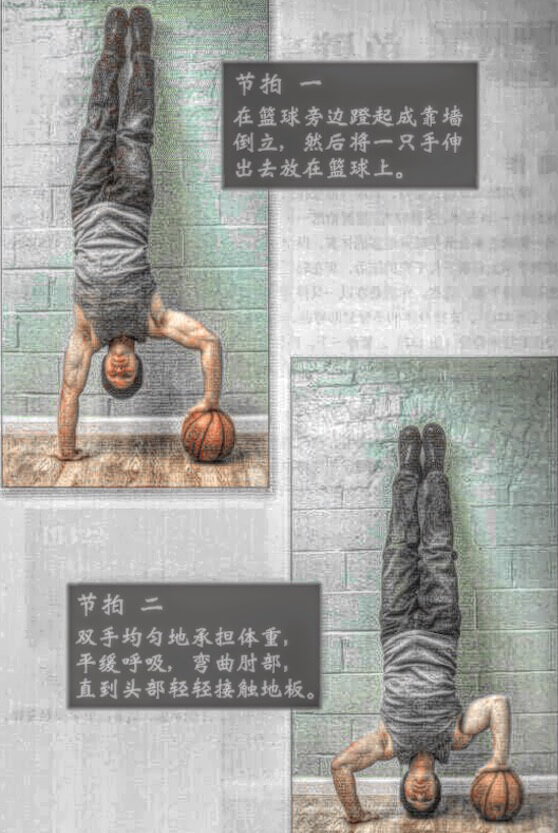 节拍 一
在篮球旁边蹬起成靠墙
倒立，然后将一只手伸
出去放在篮球上。
节拍 二
双手均匀地承担体重，
平缓呼吸，弯曲肘部，
直到头部轻轻接触地板。